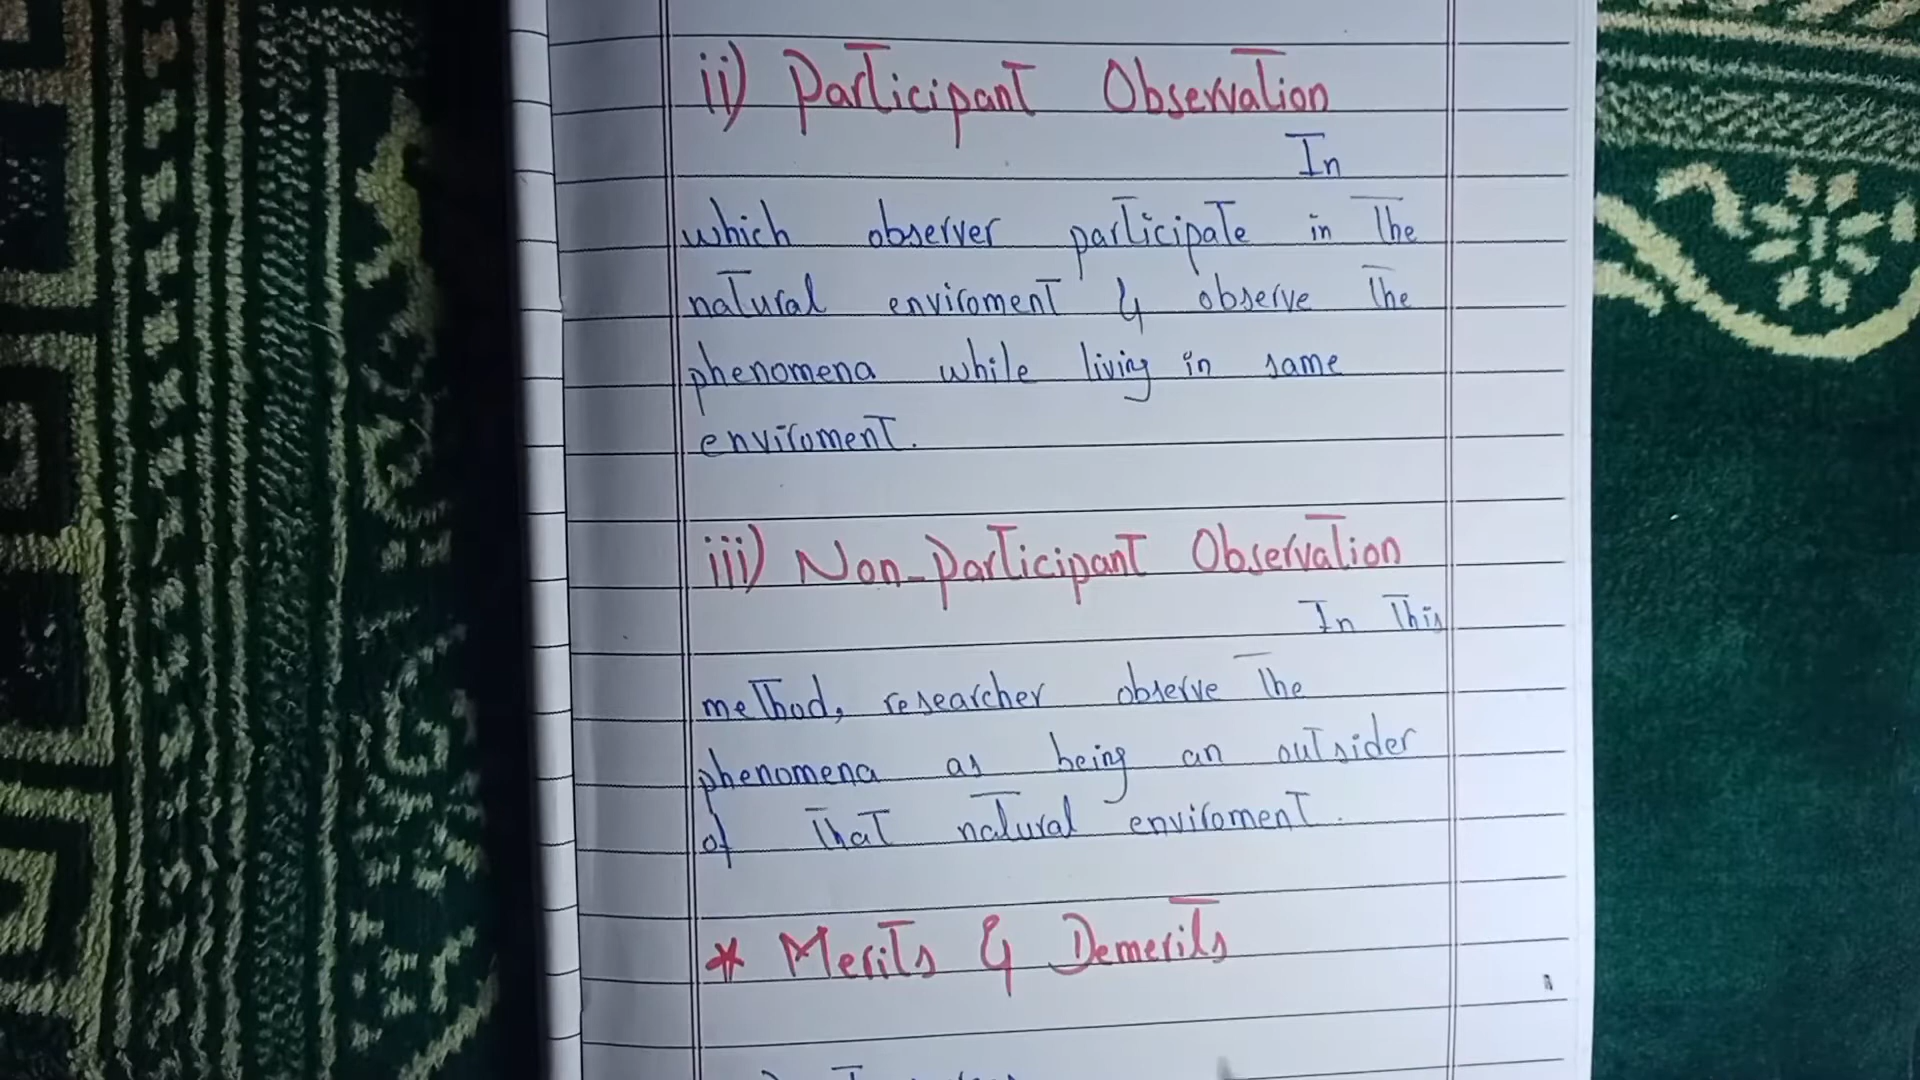 ii) Participant Observation
In
which observer participate in the
natural enviroment & observe the
phenomena while living in same
enviroment.
iii) Non-Participant Observation
In This
method, researcher observe the
phenomena as being an outsider
of that natural enviroment.
* Merits & Demerits